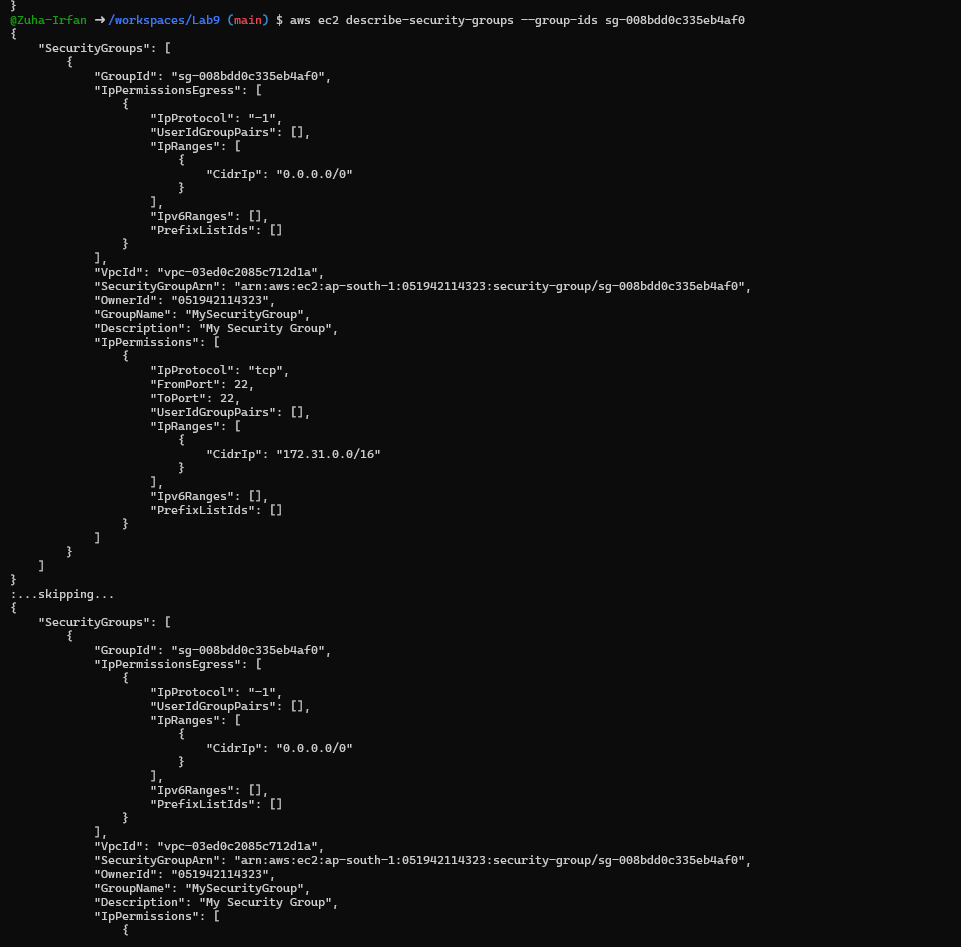 }
@Zuha-Irfan ➜ /workspaces/Lab9 (main) $ aws ec2 describe-security-groups --group-ids sg-008bdd0c335eb4af0
{
    "SecurityGroups": [
        {
            "GroupId": "sg-008bdd0c335eb4af0",
            "IpPermissionsEgress": [
                {
                    "IpProtocol": "-1",
                    "UserIdGroupPairs": [],
                    "IpRanges": [
                        {
                            "CidrIp": "0.0.0.0/0"
                        }
                    ],
                    "Ipv6Ranges": [],
                    "PrefixListIds": []
                }
            ],
            "VpcId": "vpc-03ed0c2085c712d1a",
            "SecurityGroupArn": "arn:aws:ec2:ap-south-1:051942114323:security-group/sg-008bdd0c335eb4af0",
            "OwnerId": "051942114323",
            "GroupName": "MySecurityGroup",
            "Description": "My Security Group",
            "IpPermissions": [
                {
                    "IpProtocol": "tcp",
                    "FromPort": 22,
                    "ToPort": 22,
                    "UserIdGroupPairs": [],
                    "IpRanges": [
                        {
                            "CidrIp": "172.31.0.0/16"
                        }
                    ],
                    "Ipv6Ranges": [],
                    "PrefixListIds": []
                }
            ]
        }
    ]
}
:...skipping...
{
    "SecurityGroups": [
        {
            "GroupId": "sg-008bdd0c335eb4af0",
            "IpPermissionsEgress": [
                {
                    "IpProtocol": "-1",
                    "UserIdGroupPairs": [],
                    "IpRanges": [
                        {
                            "CidrIp": "0.0.0.0/0"
                        }
                    ],
                    "Ipv6Ranges": [],
                    "PrefixListIds": []
                }
            ],
            "VpcId": "vpc-03ed0c2085c712d1a",
            "SecurityGroupArn": "arn:aws:ec2:ap-south-1:051942114323:security-group/sg-008bdd0c335eb4af0",
            "OwnerId": "051942114323",
            "GroupName": "MySecurityGroup",
            "Description": "My Security Group",
            "IpPermissions": [
                {